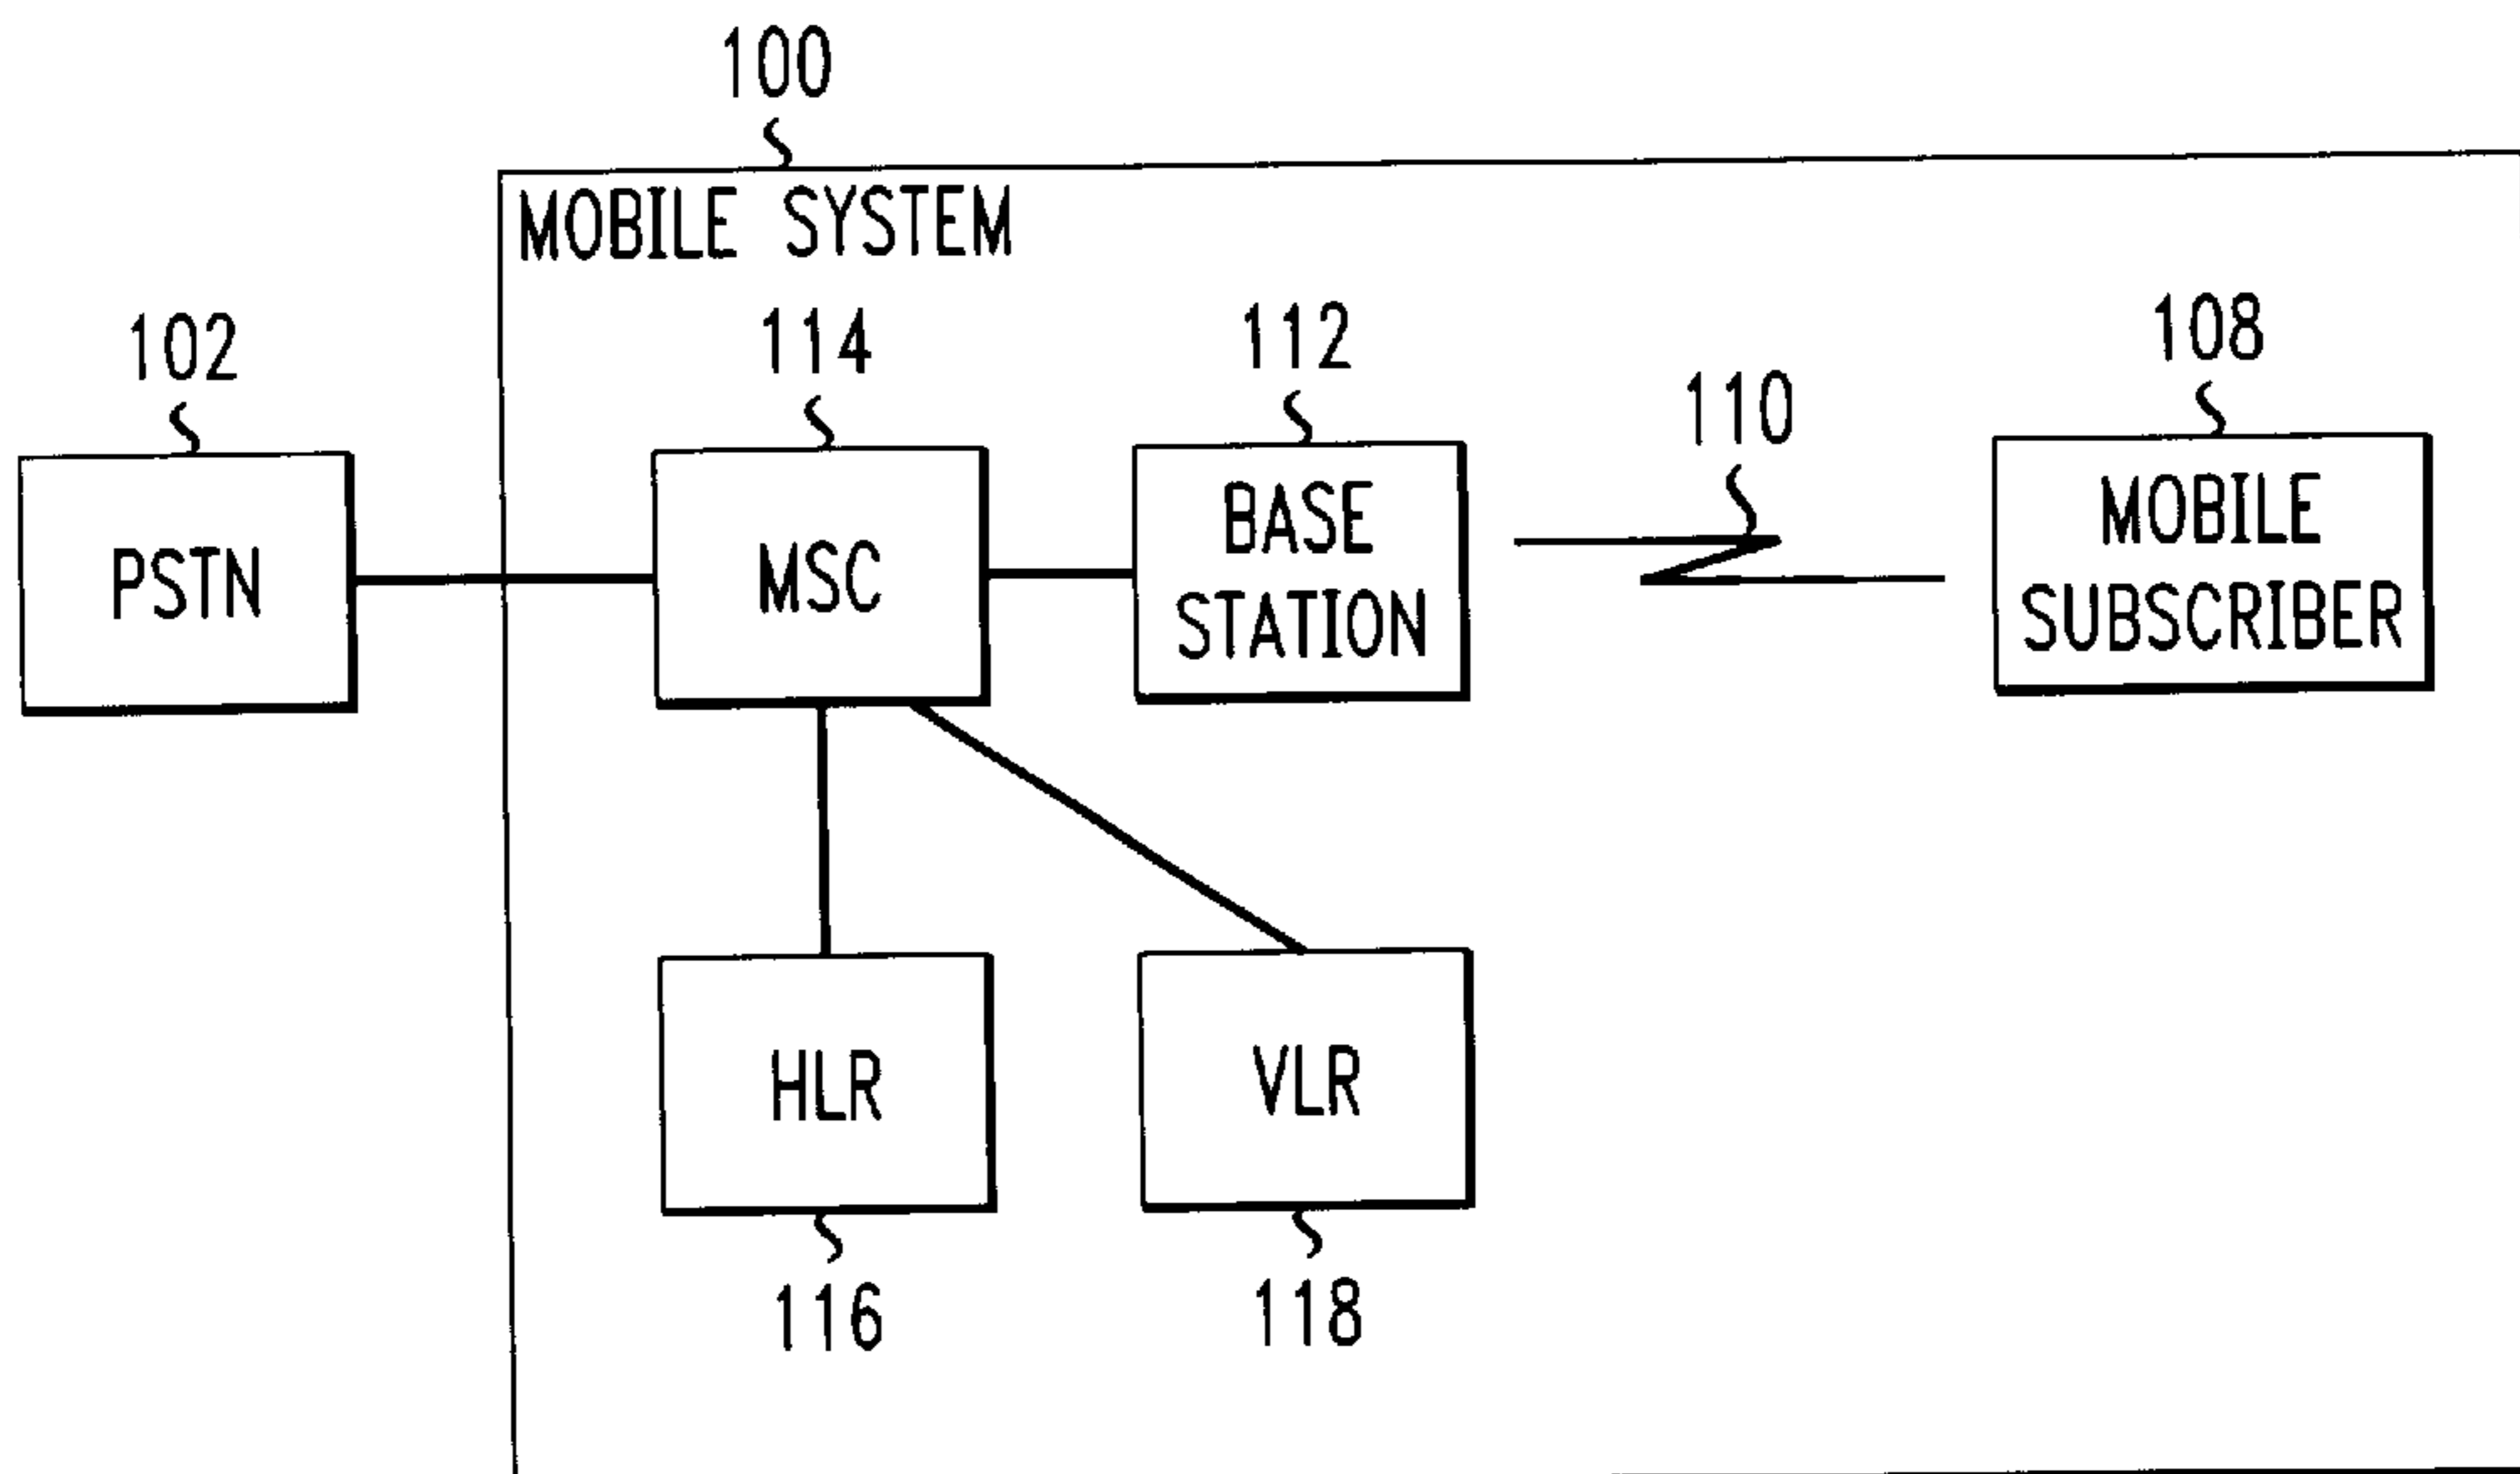 100
MOBILE SYSTEM
102
114
112
110
108
PSTN
MSC
BASE
STATION
MOBILE
SUBSCRIBER
HLR
VLR
116
118